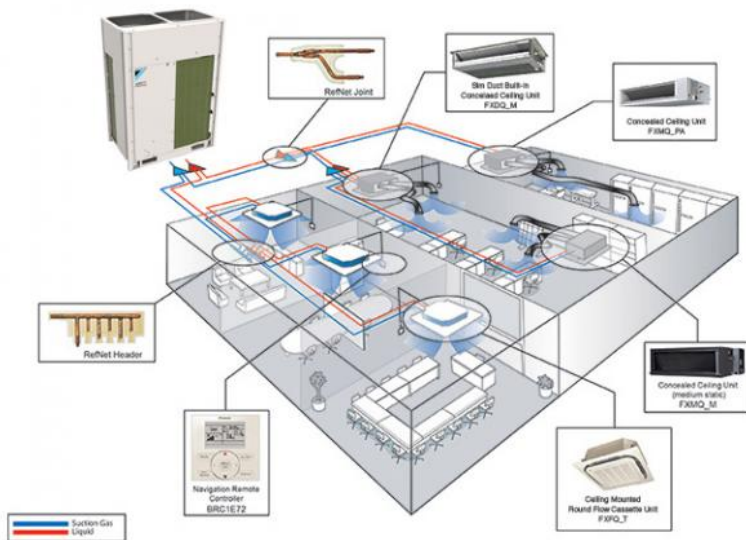 RefNet Joint
Slim Duct Built-in
Concealed Ceiling Unit
FXDQ_M
Concealed Ceiling Unit
FXMQ_PA
RefNet Header
Concealed Ceiling Unit
(medium static)
FXMQ_M
Navigation Remote
Controller
BRC1E72
Ceiling Mounted
Round Flow Cassette Unit
FXFQ_T
Suction Gas
Liquid